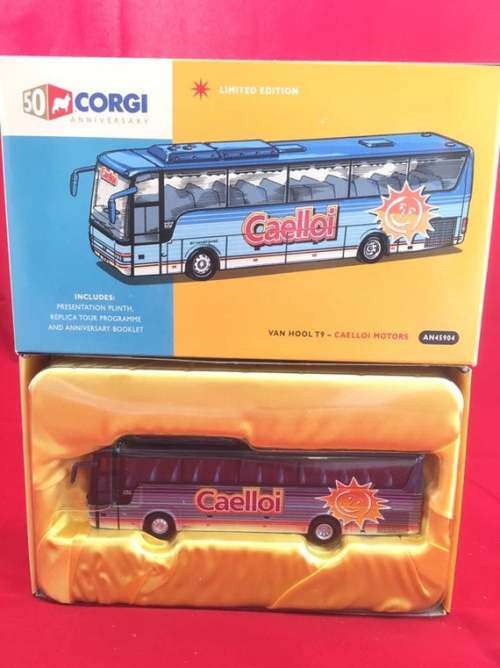 50 CORGI
ANNIVERSARY
LIMITED EDITION
Caelloi
Caelloi
INCLUDES:
PRESENTATION PLINTH,
REPLICA TOUR PROGRAMME
AND ANNIVERSARY BOOKLET
VAN HOOL T9 – CAELLOI MOTORS AN45904
Caelloi